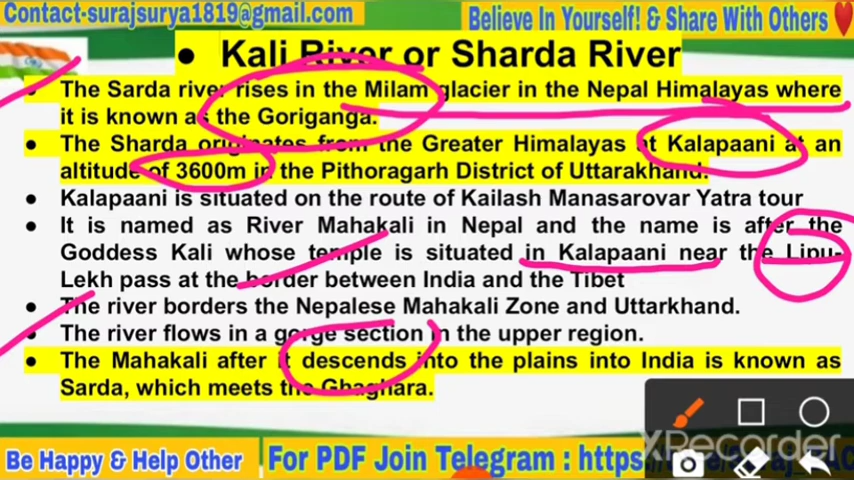 Contact-surajsurya1819@gmail.com
Believe In Yourself! & Share With Others
● Kali River or Sharda River
● The Sarda river rises in the Milam glacier in the Nepal Himalayas where
it is known as the Goriganga.
● The Sharda originates from the Greater Himalayas at Kalapaani at an
altitude of 3600m in the Pithoragarh District of Uttarakhand.
● Kalapaani is situated on the route of Kailash Manasarovar Yatra tour
● It is named as River Mahakali in Nepal and the name is after the
Goddess Kali whose temple is situated in Kalapaani near the Lipu-
Lekh pass at the border between India and the Tibet
● The river borders the Nepalese Mahakali Zone and Uttarkhand.
● The river flows in a gorge section in the upper region.
● The Mahakali after it descends into the plains into India is known as
Sarda, which meets the Ghaghara.
XRecorder
Be Happy & Help Other
For PDF Join Telegram : https: